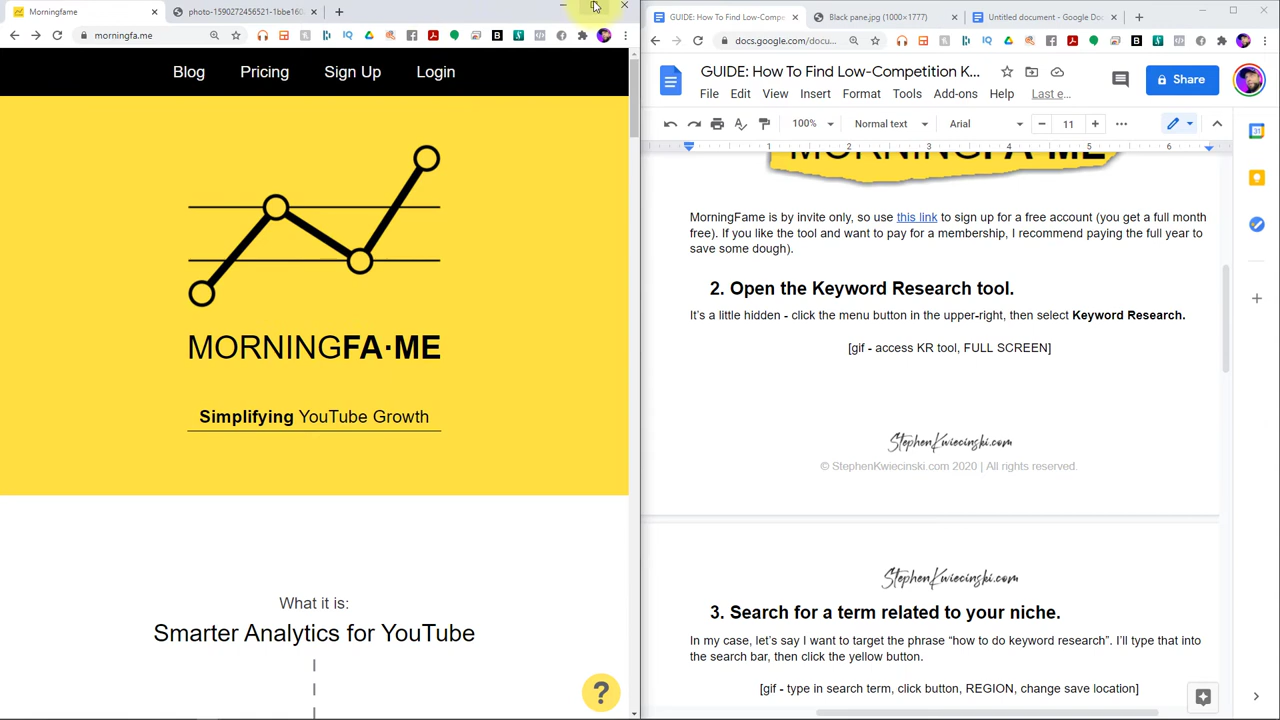 Morningfame
photo-1590272456521-1bbe160
morningfa.me
Blog
Pricing
Sign Up
Login
MORNINGFA·ME
Simplifying YouTube Growth
What it is:
Smarter Analytics for YouTube
?
GUIDE: How To Find Low-Compe
Black pane.jpg (1000×1777)
Untitled document - Google Doc
docs.google.com/docu...
GUIDE: How To Find Low-Competition K...
File
Edit
View
Insert
Format
Tools
Add-ons
Help
Last e...
Share
100%
Normal text
Arial
11
1
2
3
4
5
6
MORNINGFA·ME
MorningFame is by invite only, so use this link to sign up for a free account (you get a full month
free). If you like the tool and want to pay for a membership, I recommend paying the full year to
save some dough).
2. Open the Keyword Research tool.
It's a little hidden - click the menu button in the upper-right, then select Keyword Research.
[gif - access KR tool, FULL SCREEN]
StephenKwiecinski.com
© StephenKwiecinski.com 2020 | All rights reserved.
StephenKwiecinski.com
3. Search for a term related to your niche.
In my case, let's say I want to target the phrase “how to do keyword research”. I'll type that into
the search bar, then click the yellow button.
[gif - type in search term, click button, REGION, change save location]